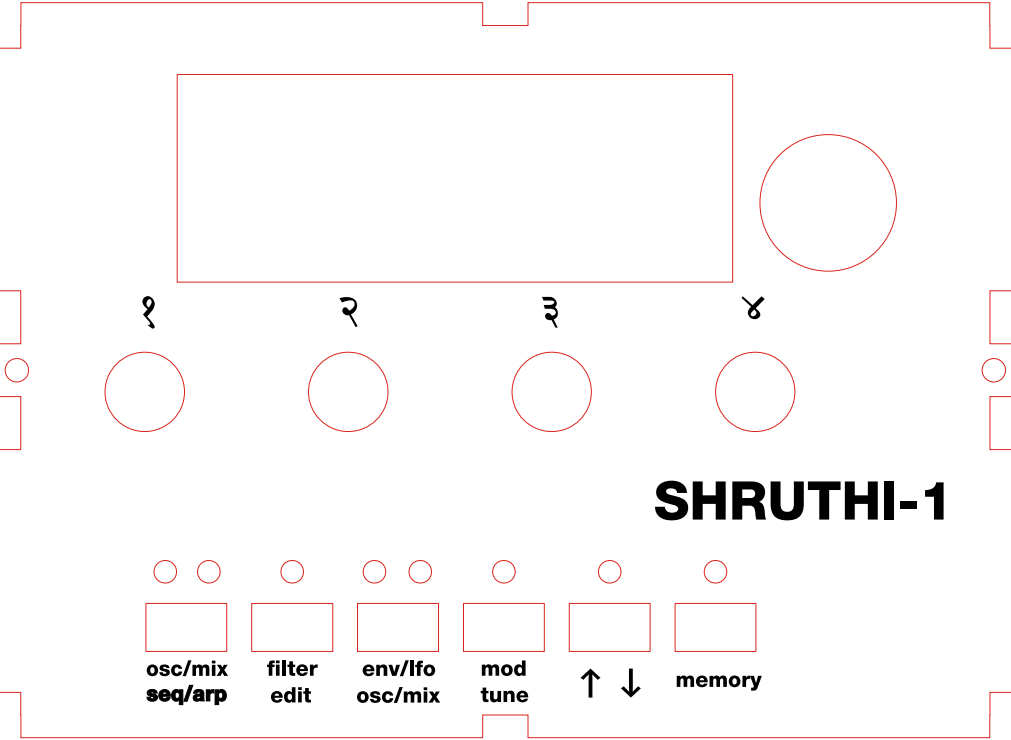 १ २ ३ ४
SHRUTHI-1
osc/mix filter env/lfo mod
seq/arp edit osc/mix tune ↑ ↓ memory